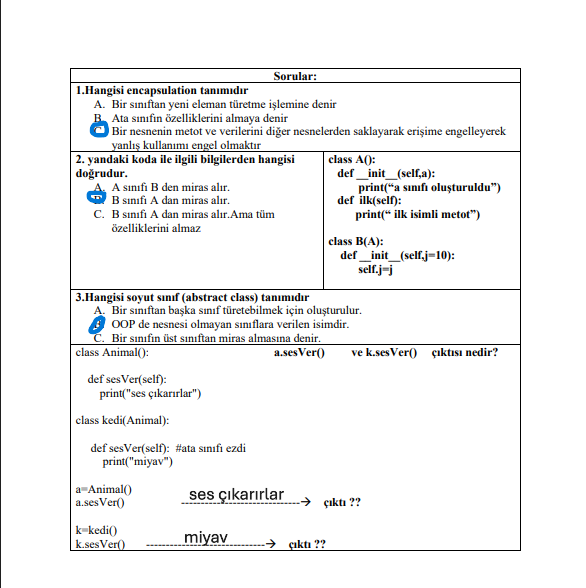 Sorular:
1.Hangisi encapsulation tanımıdır
A. Bir sınıftan yeni eleman türetme işlemine denir
B. Ata sınıfın özelliklerini almaya denir
Bir nesnenin metot ve verilerini diğer nesnelerden saklayarak erişime engelleyerek
yanlış kullanımı engel olmaktır
2. yandaki koda ile ilgili bilgilerden hangisi
doğrudur.
A. A sınıfı B den miras alır.
B sınıfı A dan miras alır.
C. B sınıfı A dan miras alır.Ama tüm
özelliklerini almaz
class A():
def __init__(self,a):
print(“a sınıfı oluşturuldu”)
def ilk(self):
print(“ ilk isimli metot”)
class B(A):
def __init__(self,j=10):
self.j=j
3.Hangisi soyut sınıf (abstract class) tanımıdır
A. Bir sınıftan başka sınıf türetebilmek için oluşturulur.
OOP de nesnesi olmayan sınıflara verilen isimdir.
C. Bir sınıfın üst sınıftan miras almasına denir.
class Animal(): a.sesVer() ve k.sesVer() çıktısı nedir?
def sesVer(self):
print("ses çıkarırlar")
class kedi(Animal):
def sesVer(self): #ata sınıfı ezdi
print("miyav")
a=Animal()
a.sesVer() ses çıkarırlar ------------------------------→ çıktı ??
k=kedi()
k.sesVer() miyav ------------------------------→ çıktı ??